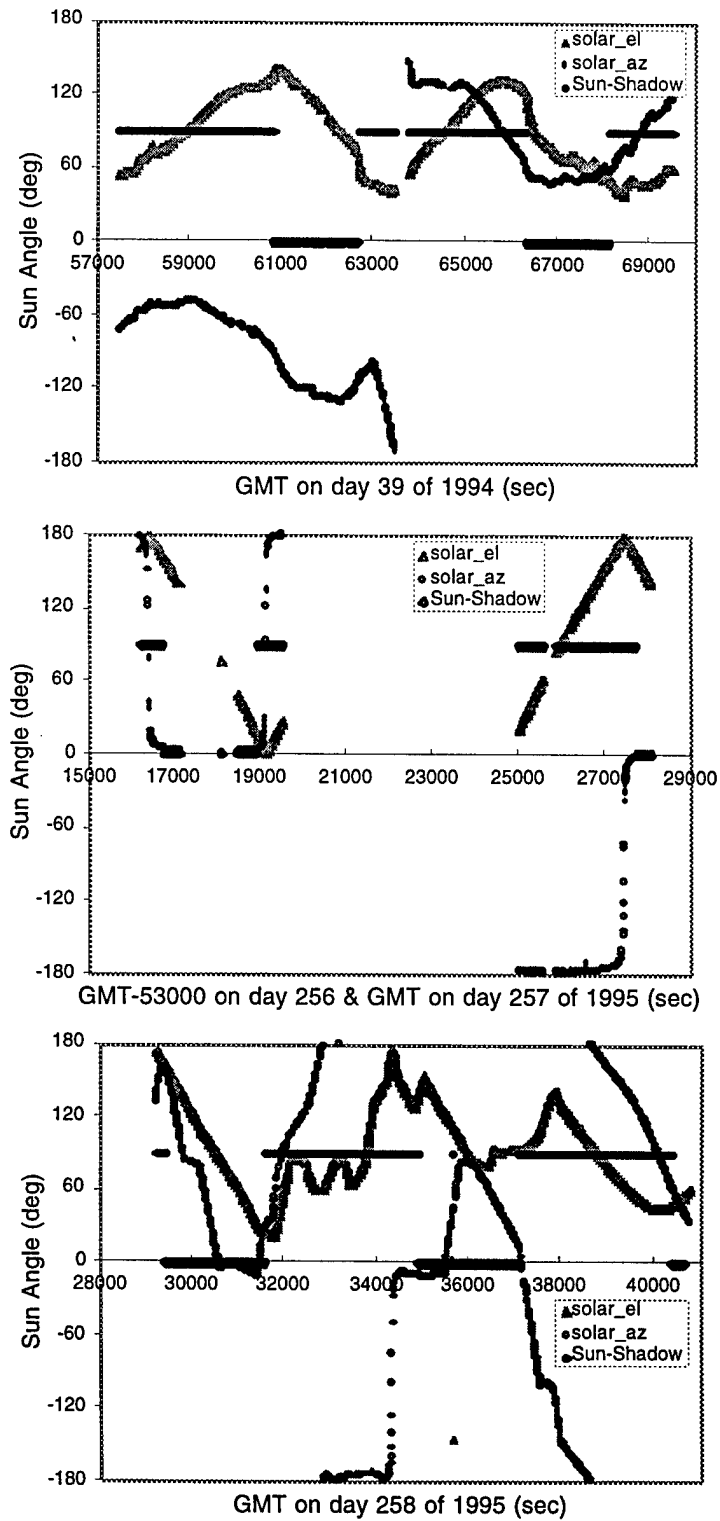 180
120
60
0
-60
-120
-180
Sun Angle (deg)
solar_el
solar_az
Sun-Shadow
57000 59000 61000 63000 65000 67000 69000
GMT on day 39 of 1994 (sec)
180
120
60
0
-60
-120
-180
Sun Angle (deg)
solar_el
solar_az
Sun-Shadow
15000 17000 19000 21000 23000 25000 27000 29000
GMT-53000 on day 256 & GMT on day 257 of 1995 (sec)
180
120
60
0
-60
-120
-180
Sun Angle (deg)
28000 30000 32000 34000 36000 38000 40000
solar_el
solar_az
Sun-Shadow
GMT on day 258 of 1995 (sec)